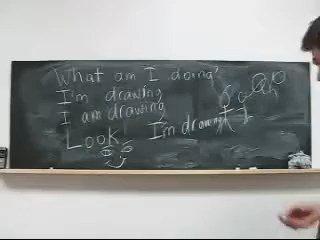 What am I doing?
I'm drawing
I am drawing
Look! I'm drawing